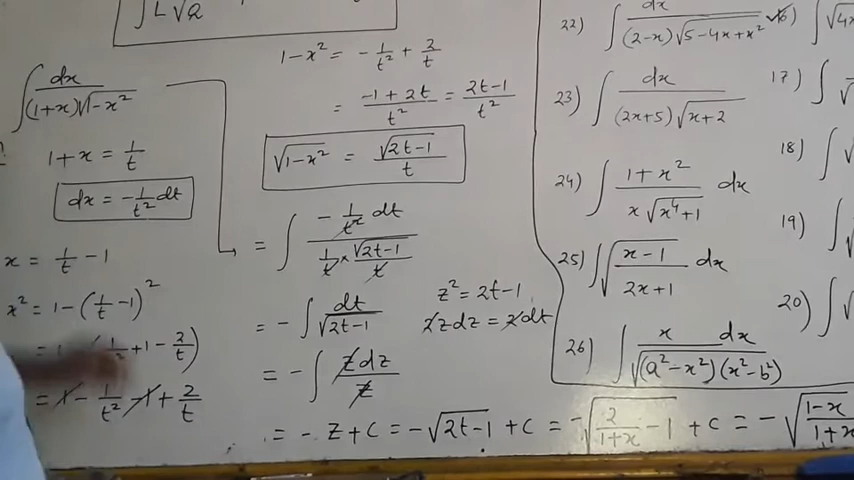 ∫ L √Q
∫ dx / (1+x)√1-x²
1+x = 1/t
dx = -1/t² dt
x = 1/t - 1
x² = 1-(1/t -1)²
+1- 2/t)
= 1 - 1/t² - 1 + 2/t
1-x² = -1/t² + 2/t
= -1+2t / t² = 2t-1 / t²
√1-x² = √2t-1 / t
= ∫ -1/t² dt / 1/t × √2t-1 / t
= -∫ dt / √2t-1
z² = 2t-1
2zdz = 2dt
= -∫ zdz / z
= - z+c = -√2t-1 + c = -√(2/1+x - 1) + c = -√(1-x / 1+x)
22) ∫ dx / (2-x)√5-4x+x²
23) ∫ dx / (2x+5)√x+2
24) ∫ 1+x² / x√x⁴+1 dx
25) ∫ √(x-1 / 2x+1) dx
26) ∫ x dx / √(a²-x²)(x²-b²)
17) ∫
18) ∫
19) ∫
20) ∫